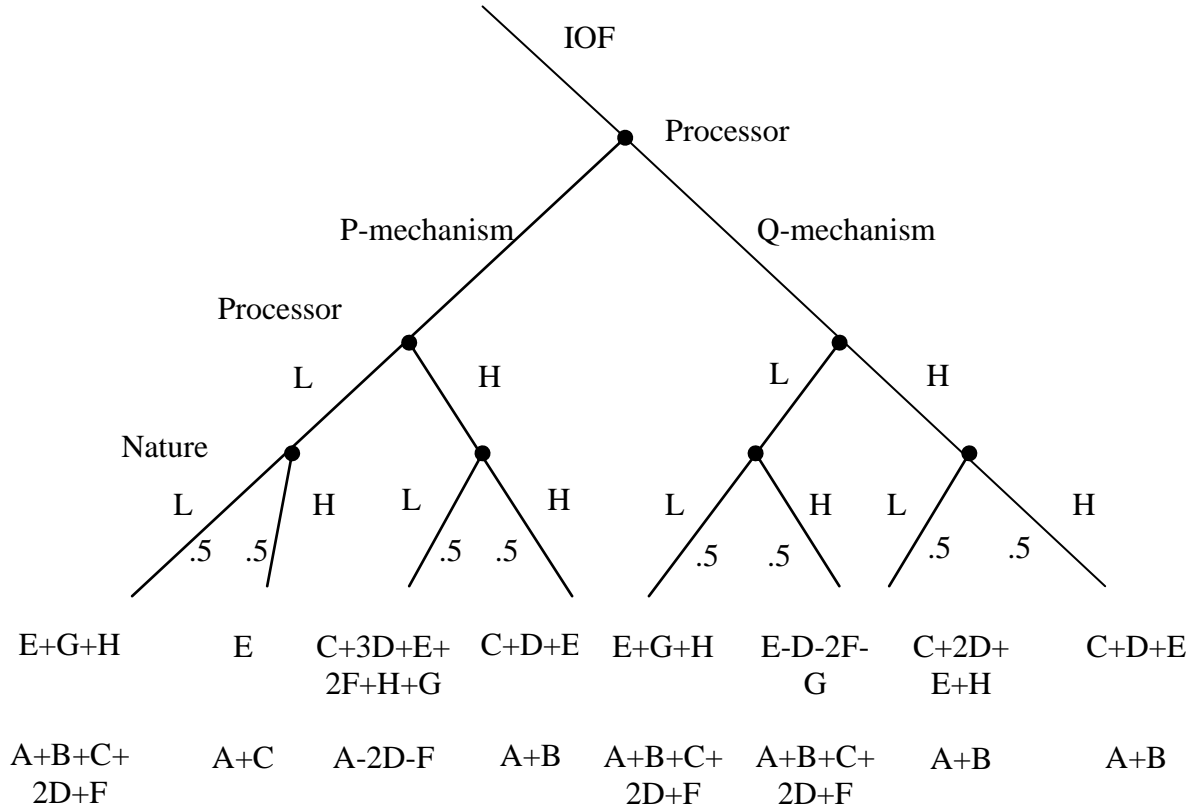 IOF
Processor
P-mechanism
Q-mechanism
Processor
L
H
L
H
Nature
L
H
L
H
L
H
L
H
.5
.5
.5
.5
.5
.5
.5
.5
E+G+H
E
C+3D+E+
2F+H+G
C+D+E
E+G+H
E-D-2F-
G
C+2D+
E+H
C+D+E
A+B+C+
2D+F
A+C
A-2D-F
A+B
A+B+C+
2D+F
A+B+C+
2D+F
A+B
A+B